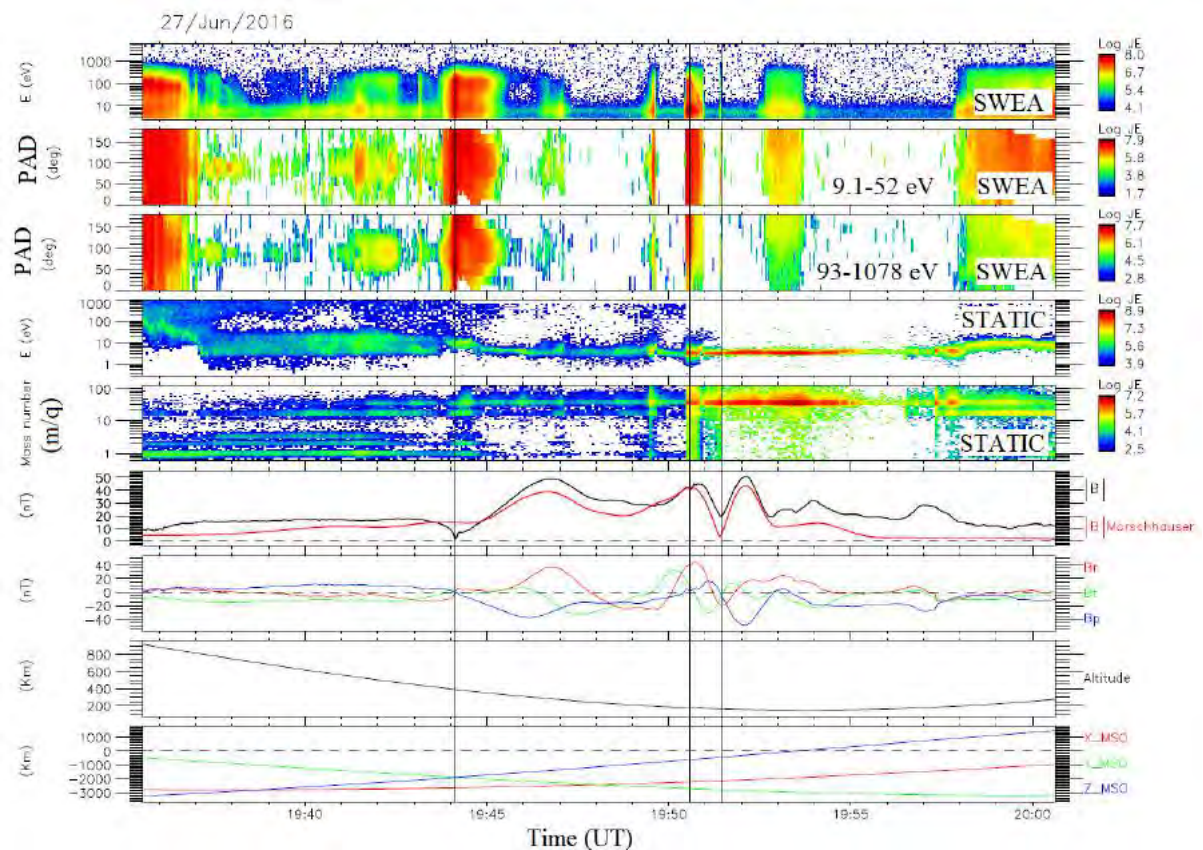 27/Jun/2016
E (eV)
1000
100
10
SWEA
Log JE
8.0
6.7
5.4
4.1
PAD
(deg)
150
100
50
0
9.1-52 eV
SWEA
Log JE
7.9
5.8
3.8
1.7
PAD
(deg)
150
100
50
0
93-1078 eV
SWEA
Log JE
7.7
6.1
4.4
2.8
E (eV)
1000
100
10
1
STATIC
Log JE
8.9
7.3
5.6
3.9
Mass number
(m/q)
100
10
1
STATIC
Log JE
7.2
5.6
4.1
2.5
(nT)
50
40
30
20
10
0
|B|
|B|Morschhauser
(nT)
40
20
0
-20
-40
Br
Bt
Bp
(Km)
800
600
400
200
Altitude
(Km)
1000
0
-1000
-2000
-3000
X_MSO
Y_MSO
Z_MSO
19:40 19:45 19:50 19:55 20:00
Time (UT)